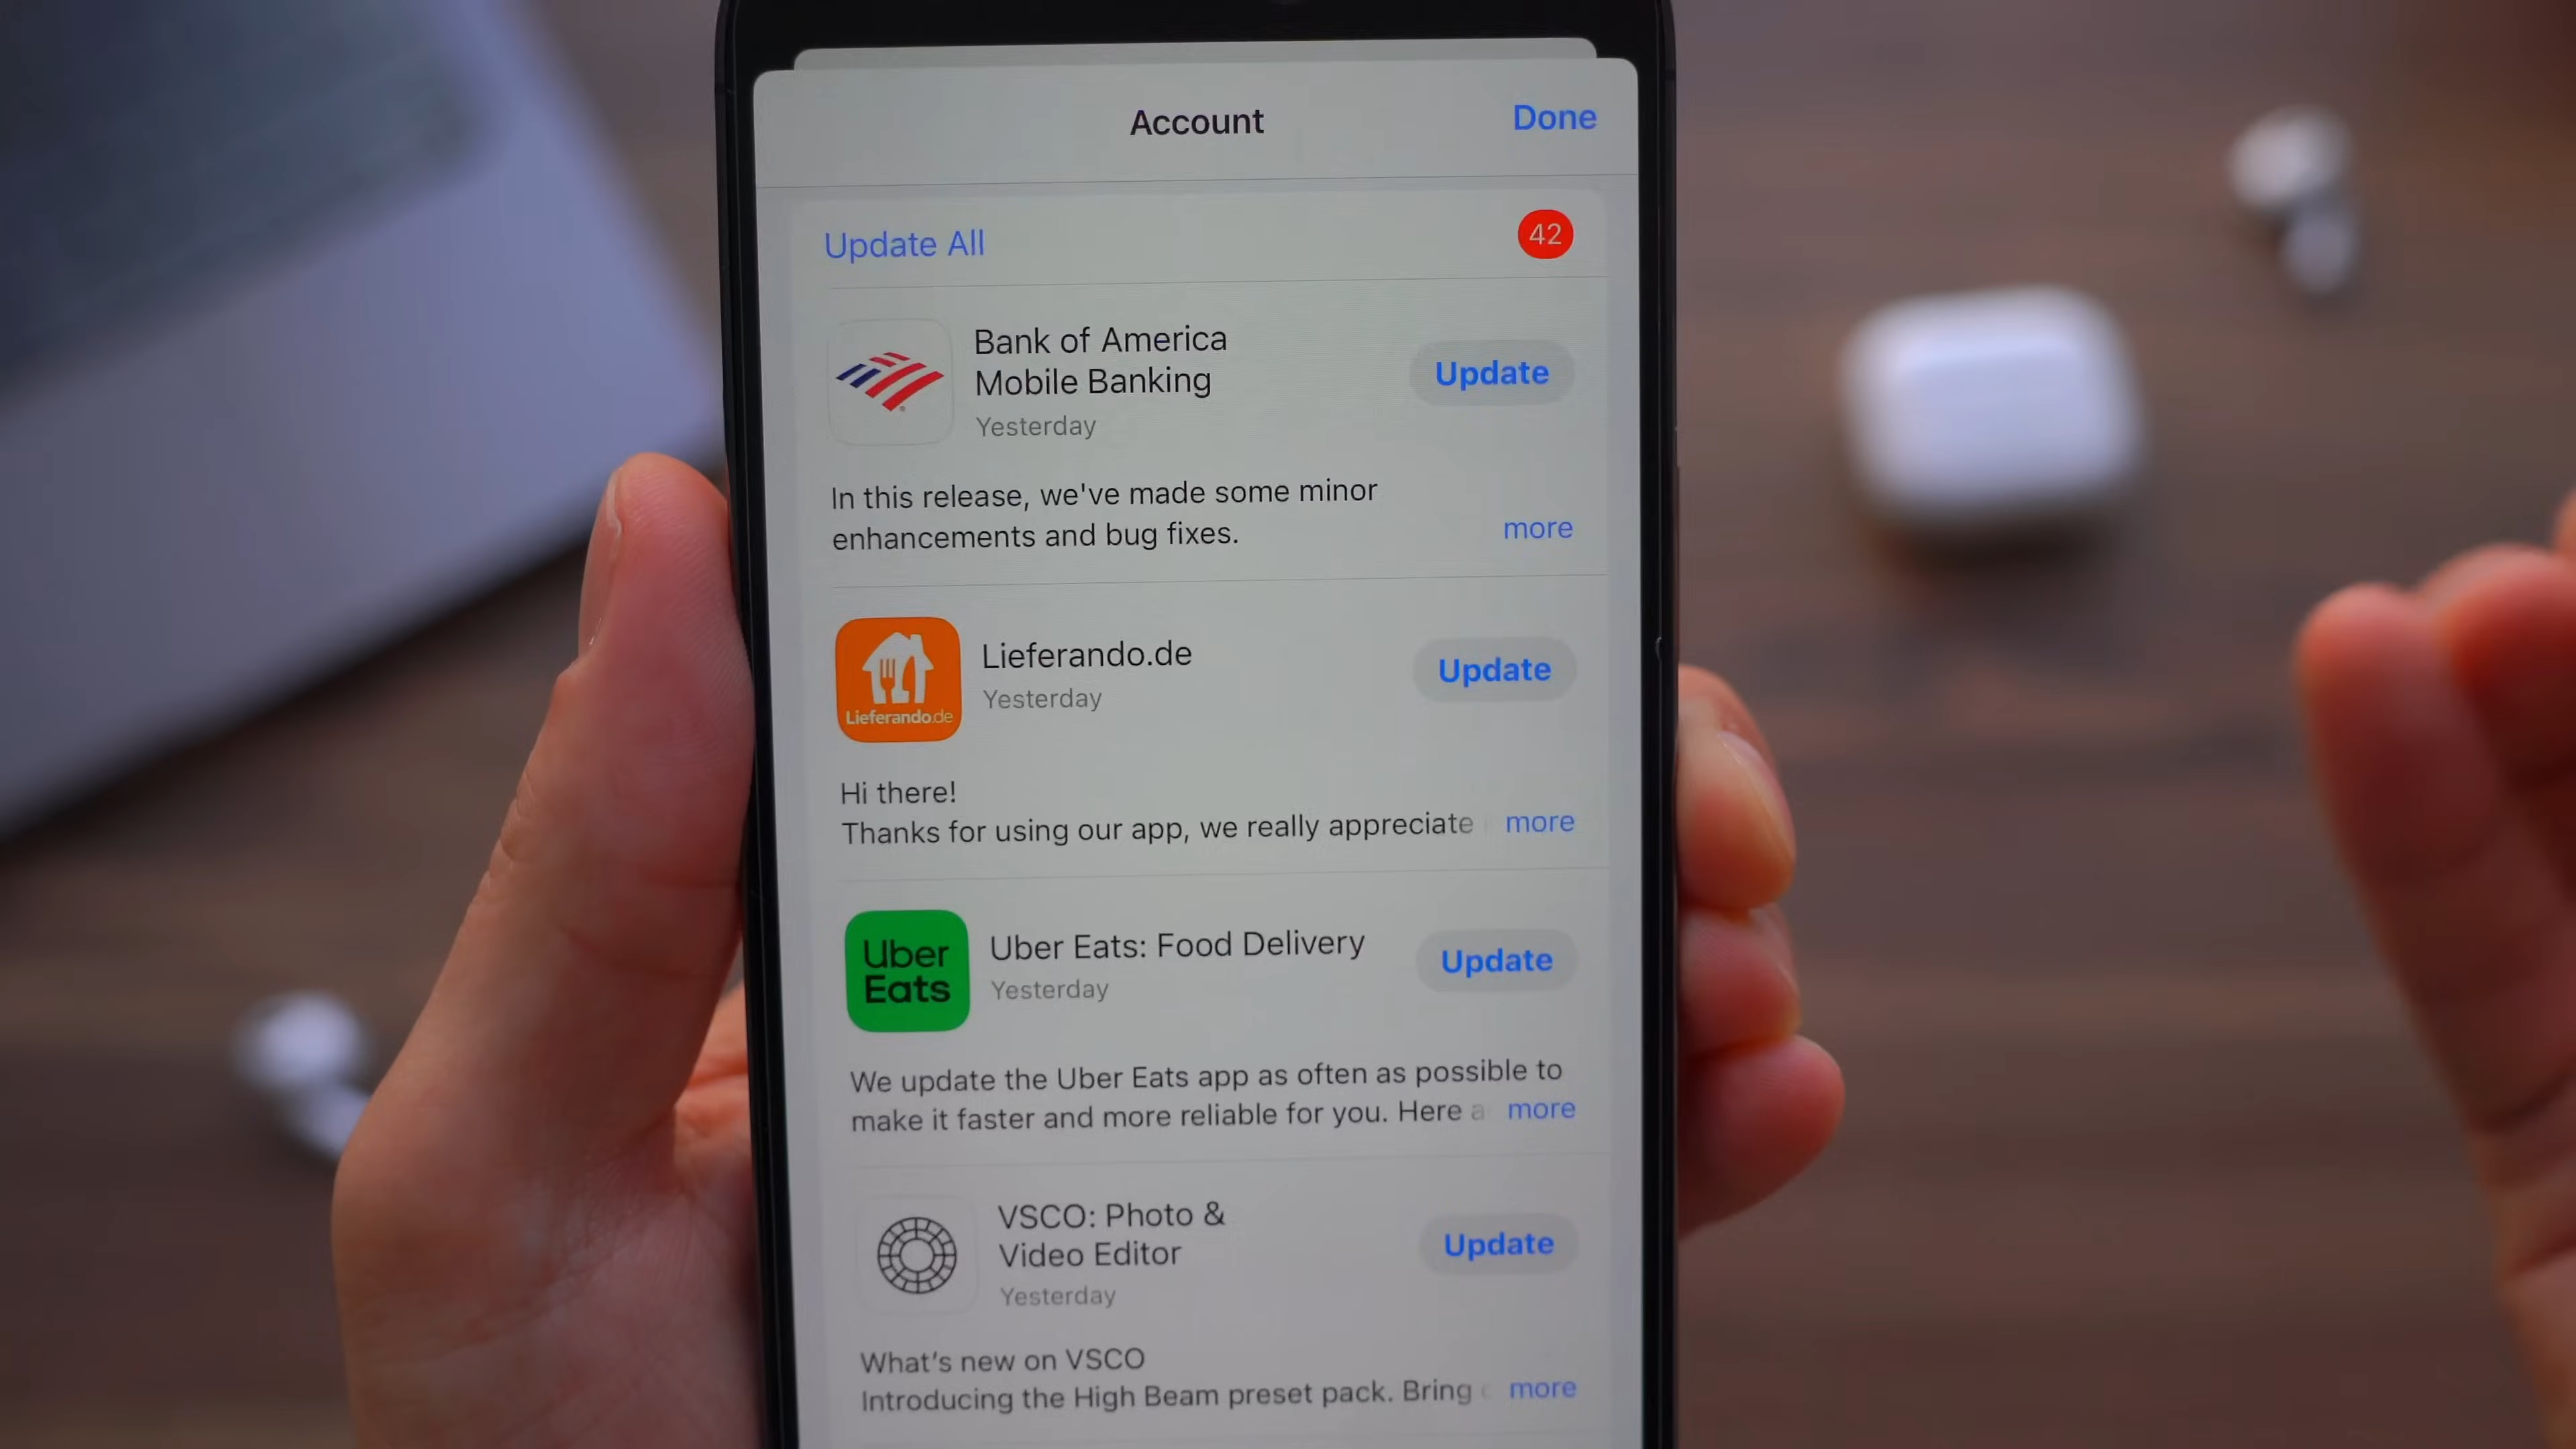 Account
Done
Update All
42
Bank of America
Mobile Banking
Yesterday
Update
In this release, we've made some minor
enhancements and bug fixes.
more
Lieferando.de
Lieferando.de
Yesterday
Update
Hi there!
Thanks for using our app, we really appreciate
more
Uber
Eats
Uber Eats: Food Delivery
Yesterday
Update
We update the Uber Eats app as often as possible to
make it faster and more reliable for you. Here
more
VSCO: Photo &
Video Editor
Yesterday
Update
What's new on VSCO
Introducing the High Beam preset pack. Bring
more